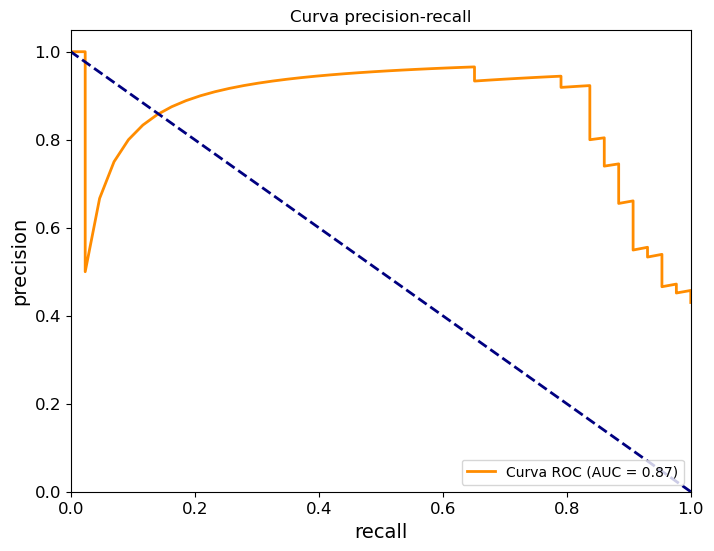 Curva precision-recall
1.0
0.8
0.6
0.4
0.2
0.0
precision
Curva ROC (AUC = 0.87)
0.0 0.2 0.4 0.6 0.8 1.0
recall